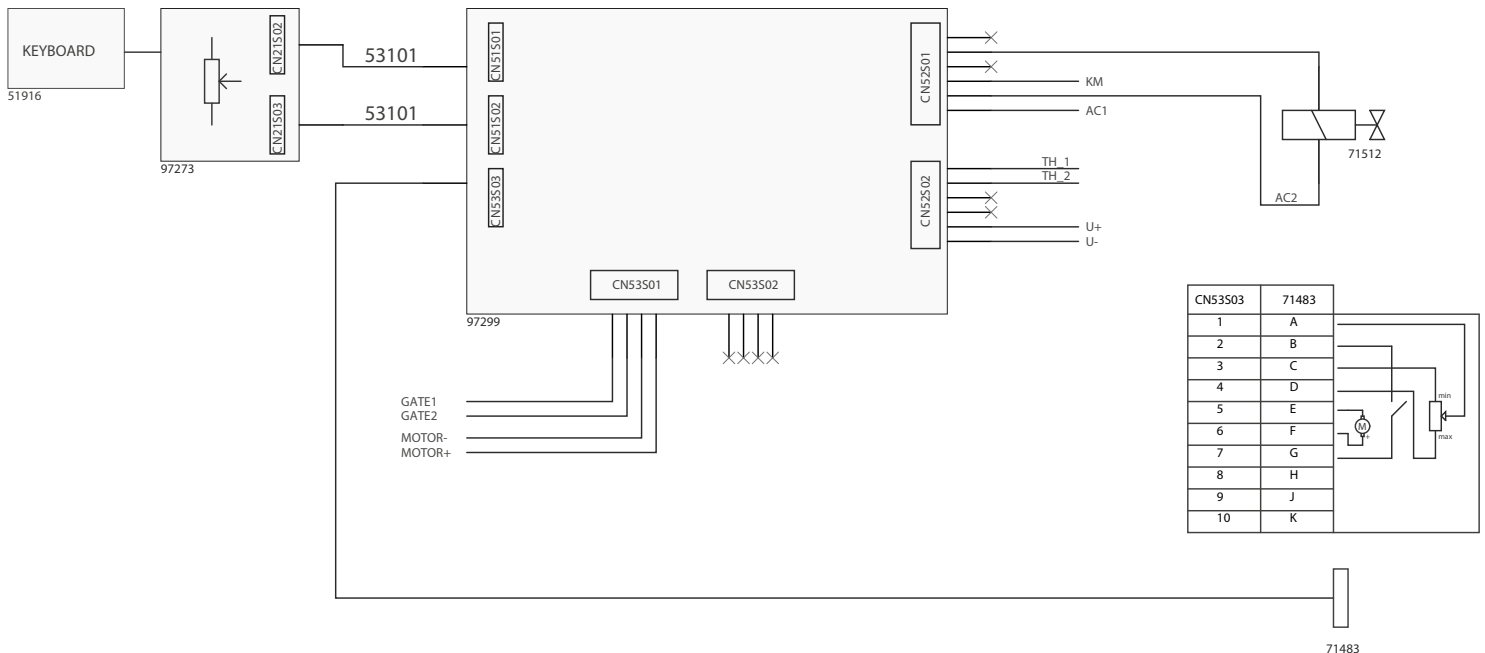 KEYBOARD
51916
CN21S02
CN21S03
97273
53101
53101
CN51S01
CN51S02
CN53S03
CN52S01
CN52S02
CN53S01
CN53S02
97299
KM
AC1
TH_1
TH_2
U+
U-
71512
AC2
GATE1
GATE2
MOTOR-
MOTOR+
CN53S03 71483
1 A
2 B
3 C
4 D
5 E
6 F
7 G
8 H
9 J
10 K
min
M
+
max
71483